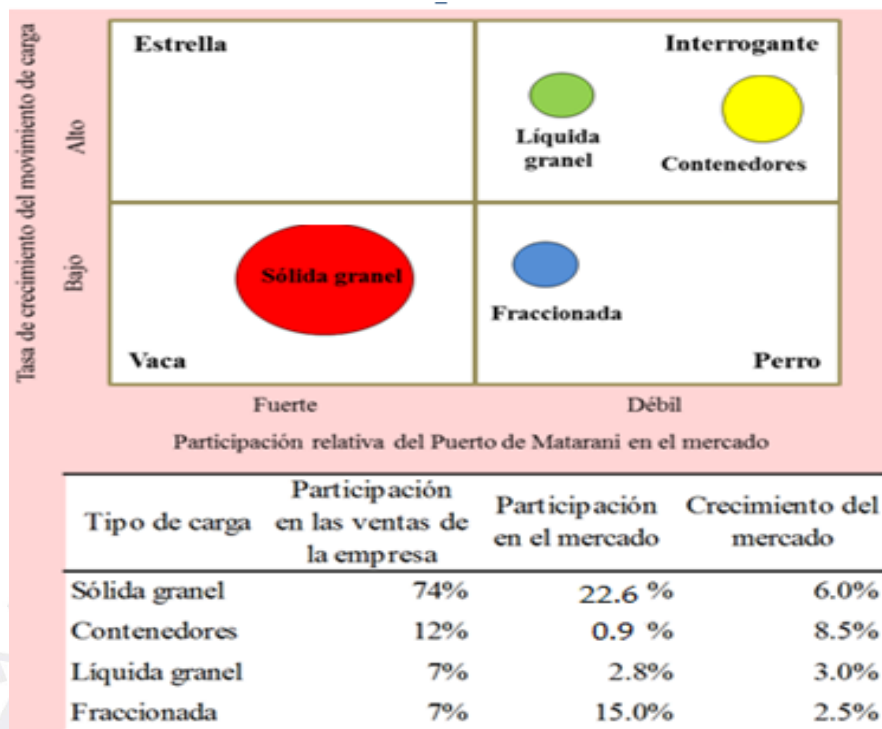 Tasa de crecimiento del movimiento de carga
Alto
Bajo
Estrella
Interrogante
Líquida
granel
Contenedores
Sólida granel
Fraccionada
Vaca
Perro
Fuerte
Débil
Participación relativa del Puerto de Matarani en el mercado
Tipo de carga
Participación
en las ventas de
la empresa
Participación
en el mercado
Crecimiento del
mercado
Sólida granel 74% 22.6 % 6.0%
Contenedores 12% 0.9 % 8.5%
Líquida granel 7% 2.8% 3.0%
Fraccionada 7% 15.0% 2.5%